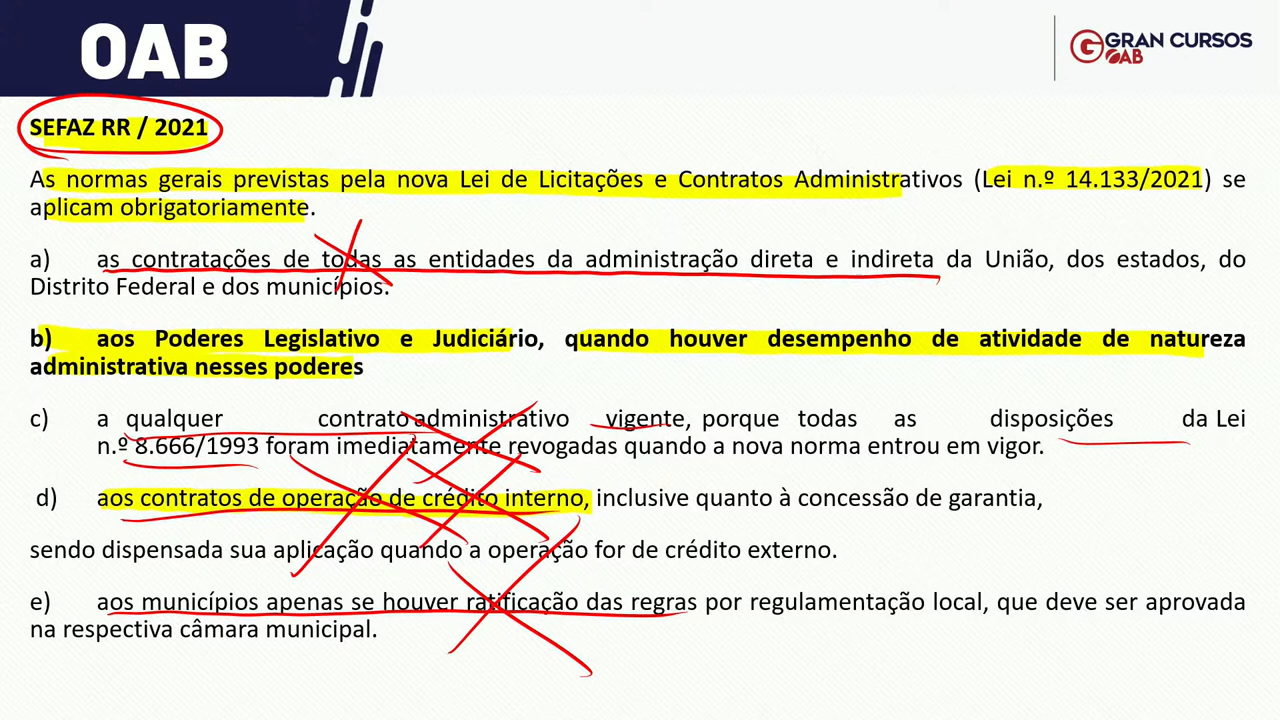 OAB
GRAN CURSOS
OAB
SEFAZ RR / 2021
As normas gerais previstas pela nova Lei de Licitações e Contratos Administrativos (Lei n.º 14.133/2021) se
aplicam obrigatoriamente.
a) as contratações de todas as entidades da administração direta e indireta da União, dos estados, do
Distrito Federal e dos municípios.
b) aos Poderes Legislativo e Judiciário, quando houver desempenho de atividade de natureza
administrativa nesses poderes
c) a qualquer contrato administrativo vigente, porque todas as disposições da Lei
n.º 8.666/1993 foram imediatamente revogadas quando a nova norma entrou em vigor.
d) aos contratos de operação de crédito interno, inclusive quanto à concessão de garantia,
sendo dispensada sua aplicação quando a operação for de crédito externo.
e) aos municípios apenas se houver ratificação das regras por regulamentação local, que deve ser aprovada
na respectiva câmara municipal.